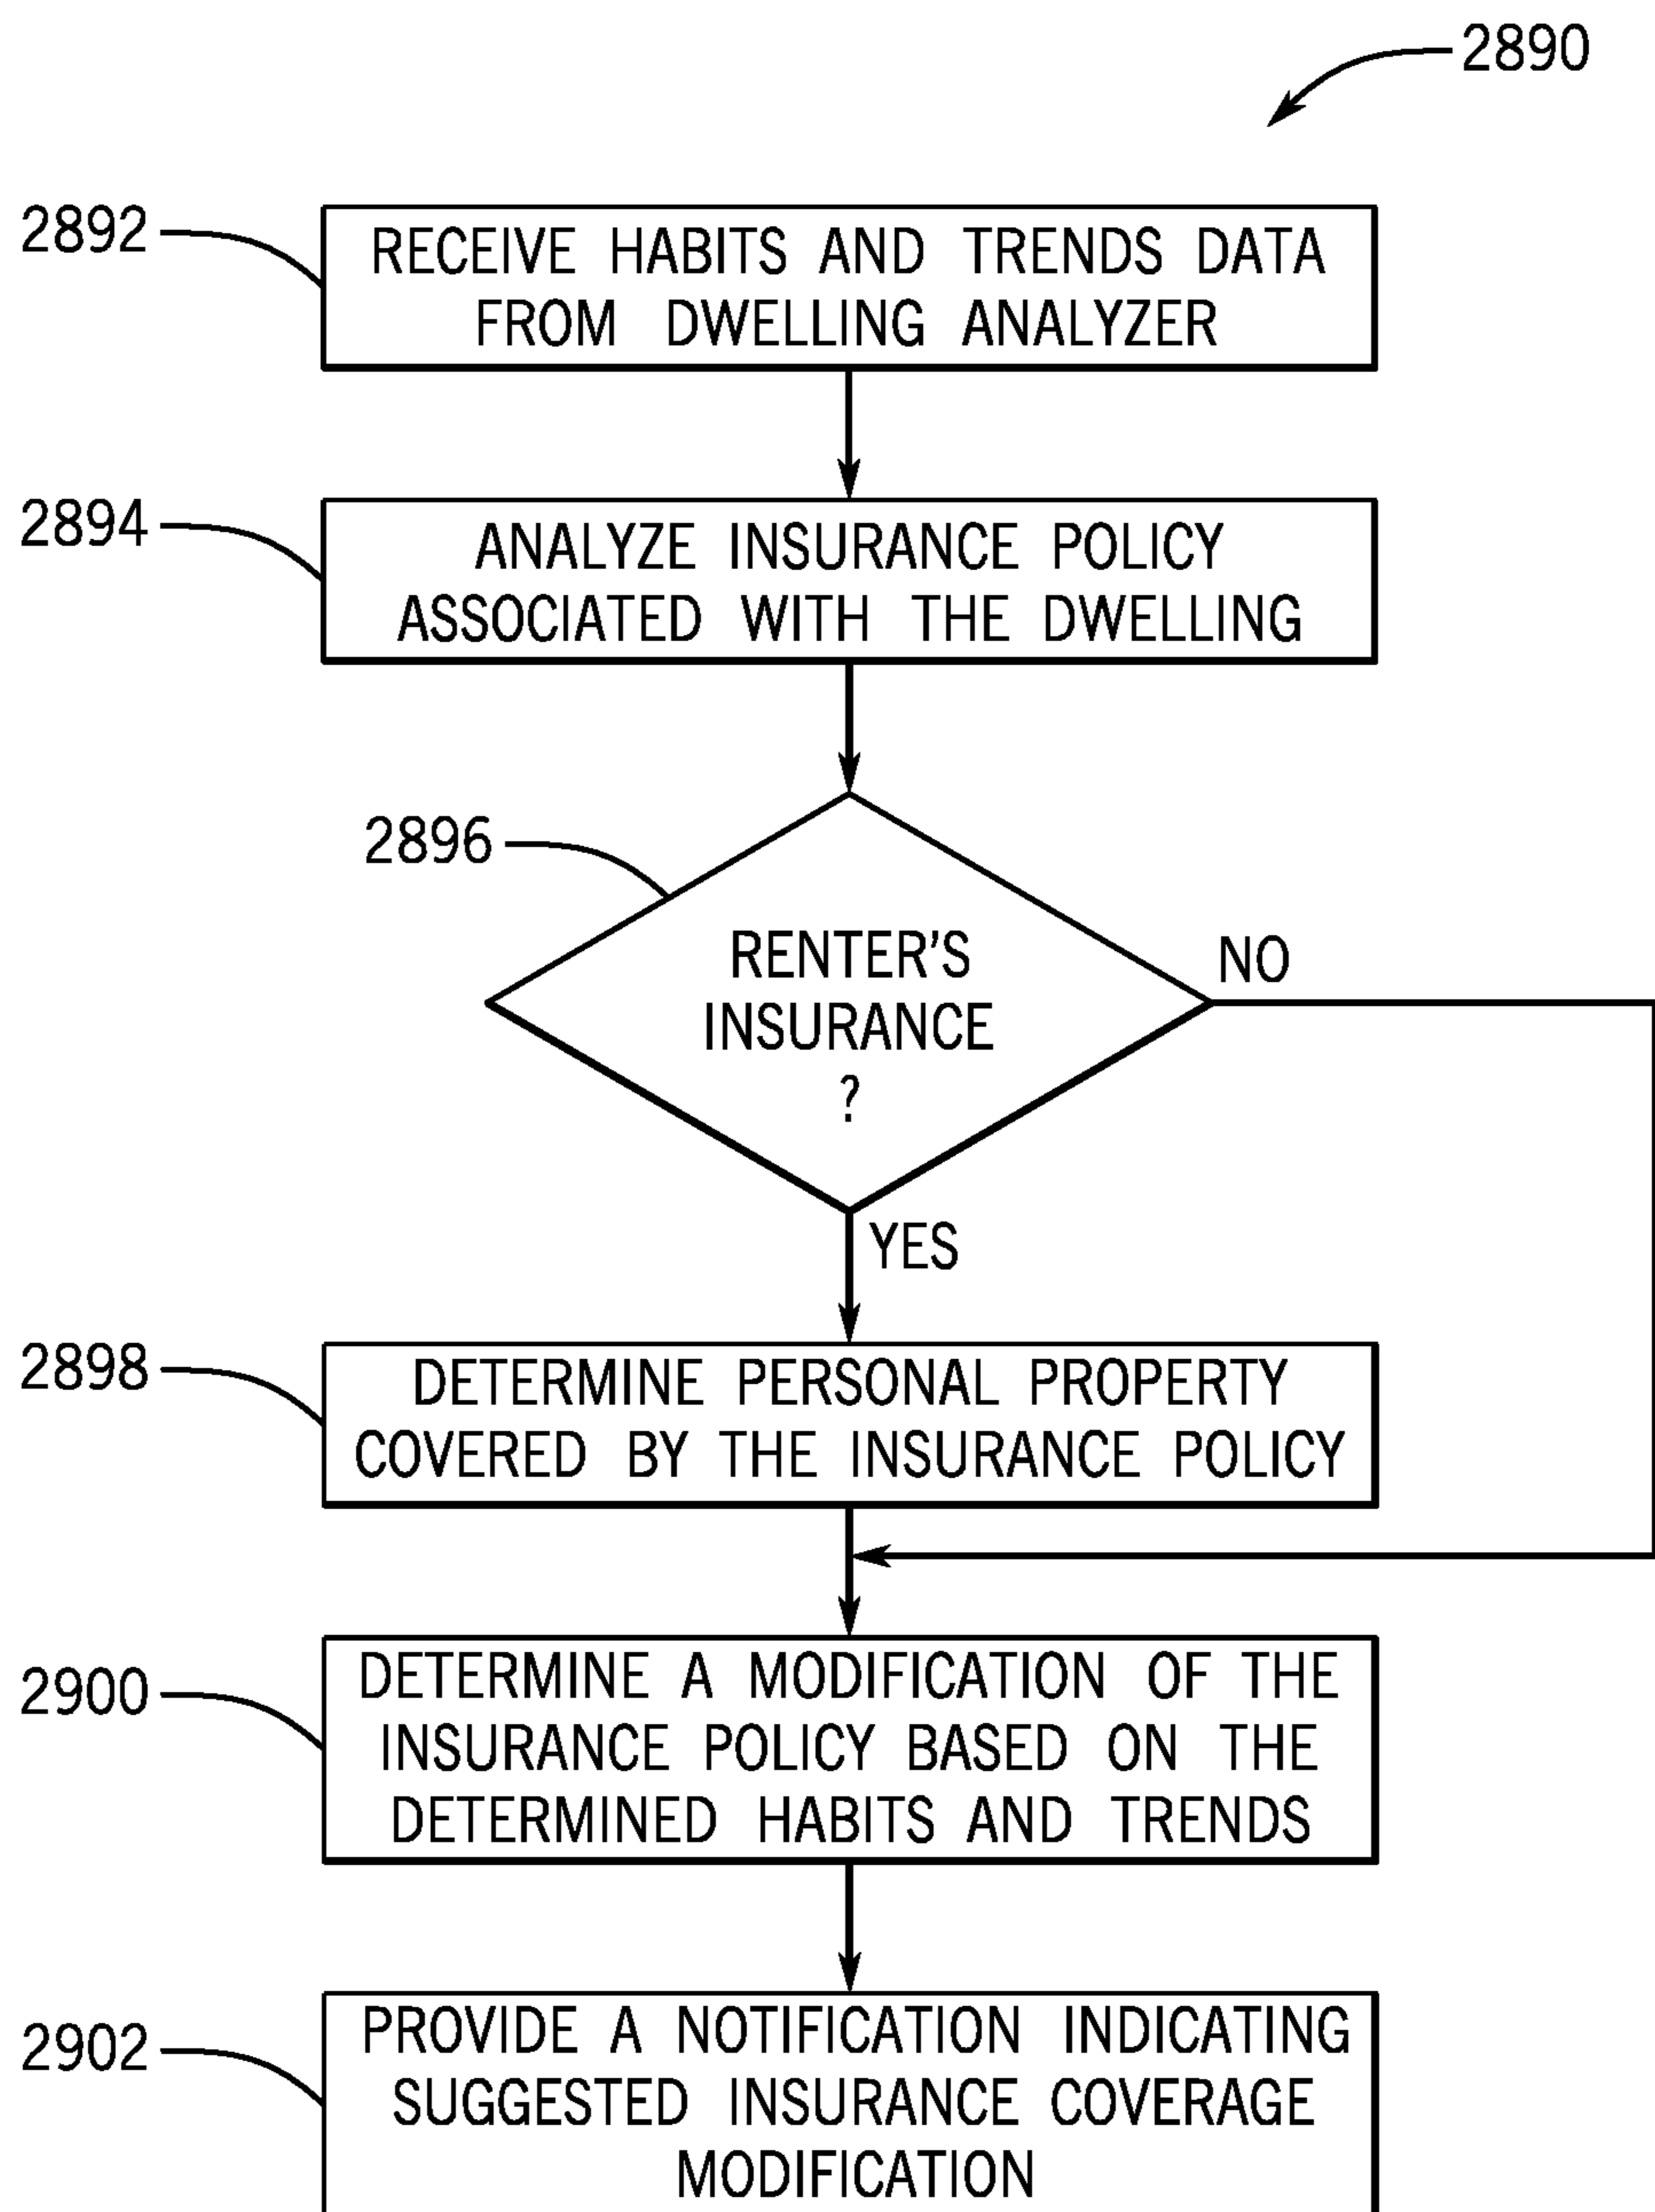 2890
2892
RECEIVE HABITS AND TRENDS DATA
FROM DWELLING ANALYZER
2894
ANALYZE INSURANCE POLICY
ASSOCIATED WITH THE DWELLING
2896
RENTER'S
INSURANCE
?
NO
YES
2898
DETERMINE PERSONAL PROPERTY
COVERED BY THE INSURANCE POLICY
2900
DETERMINE A MODIFICATION OF THE
INSURANCE POLICY BASED ON THE
DETERMINED HABITS AND TRENDS
2902
PROVIDE A NOTIFICATION INDICATING
SUGGESTED INSURANCE COVERAGE
MODIFICATION